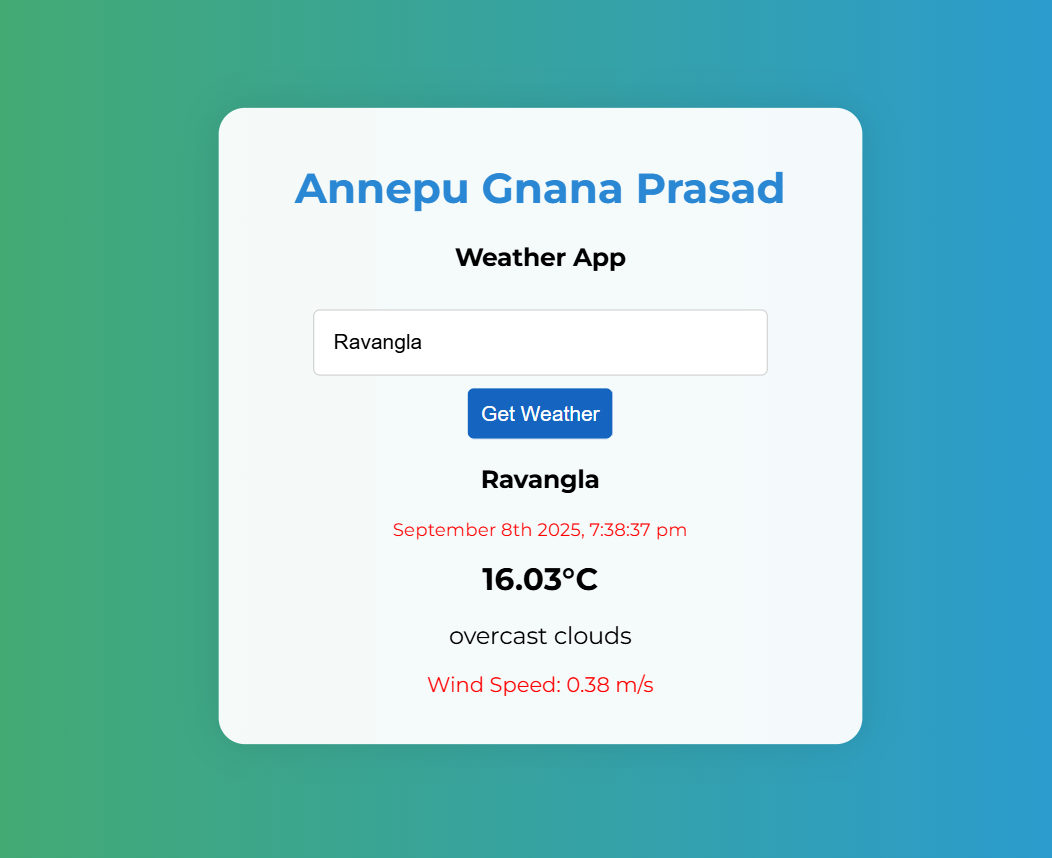 Annepu Gnana Prasad
Weather App
Ravangla
Get Weather
Ravangla
September 8th 2025, 7:38:37 pm
16.03°C
overcast clouds
Wind Speed: 0.38 m/s